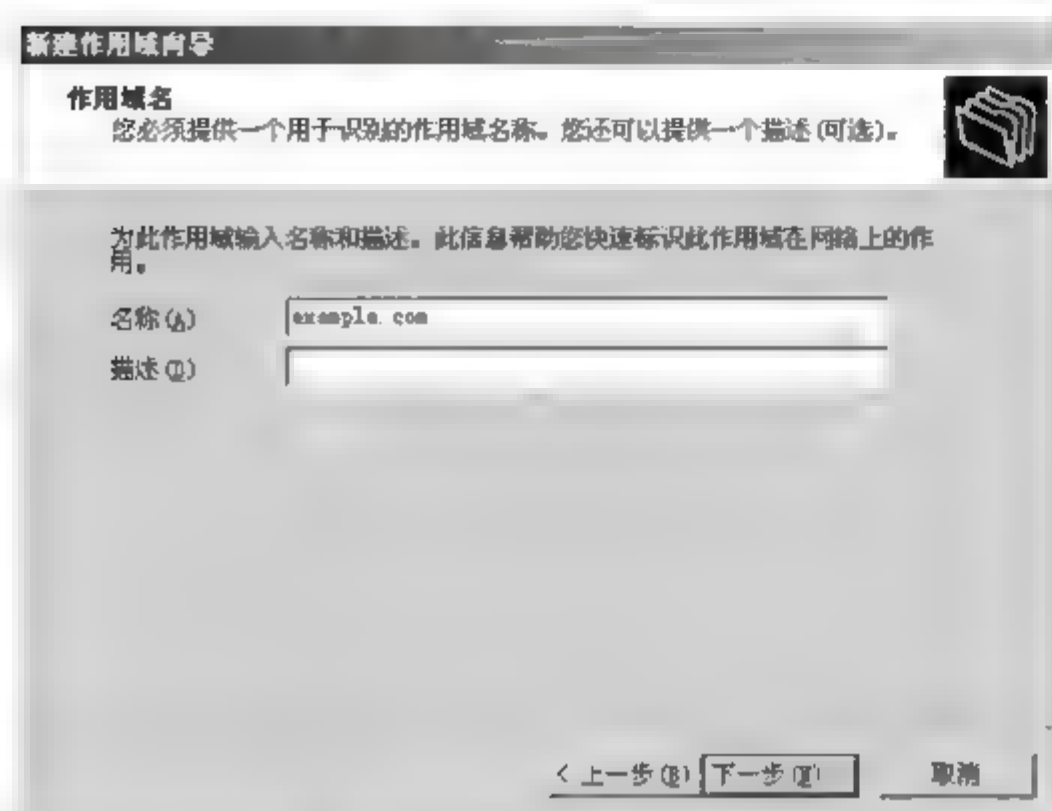 新建作用域向导
作用域名
您必须提供一个用于识别的作用域名称。您还可以提供一个描述(可选)。
为此作用域输入名称和描述。此信息帮助您快速标识此作用域在网络上的作
用。
名称(A)
example.com
描述(D)
< 上一步(B)
下一步(N)
取消